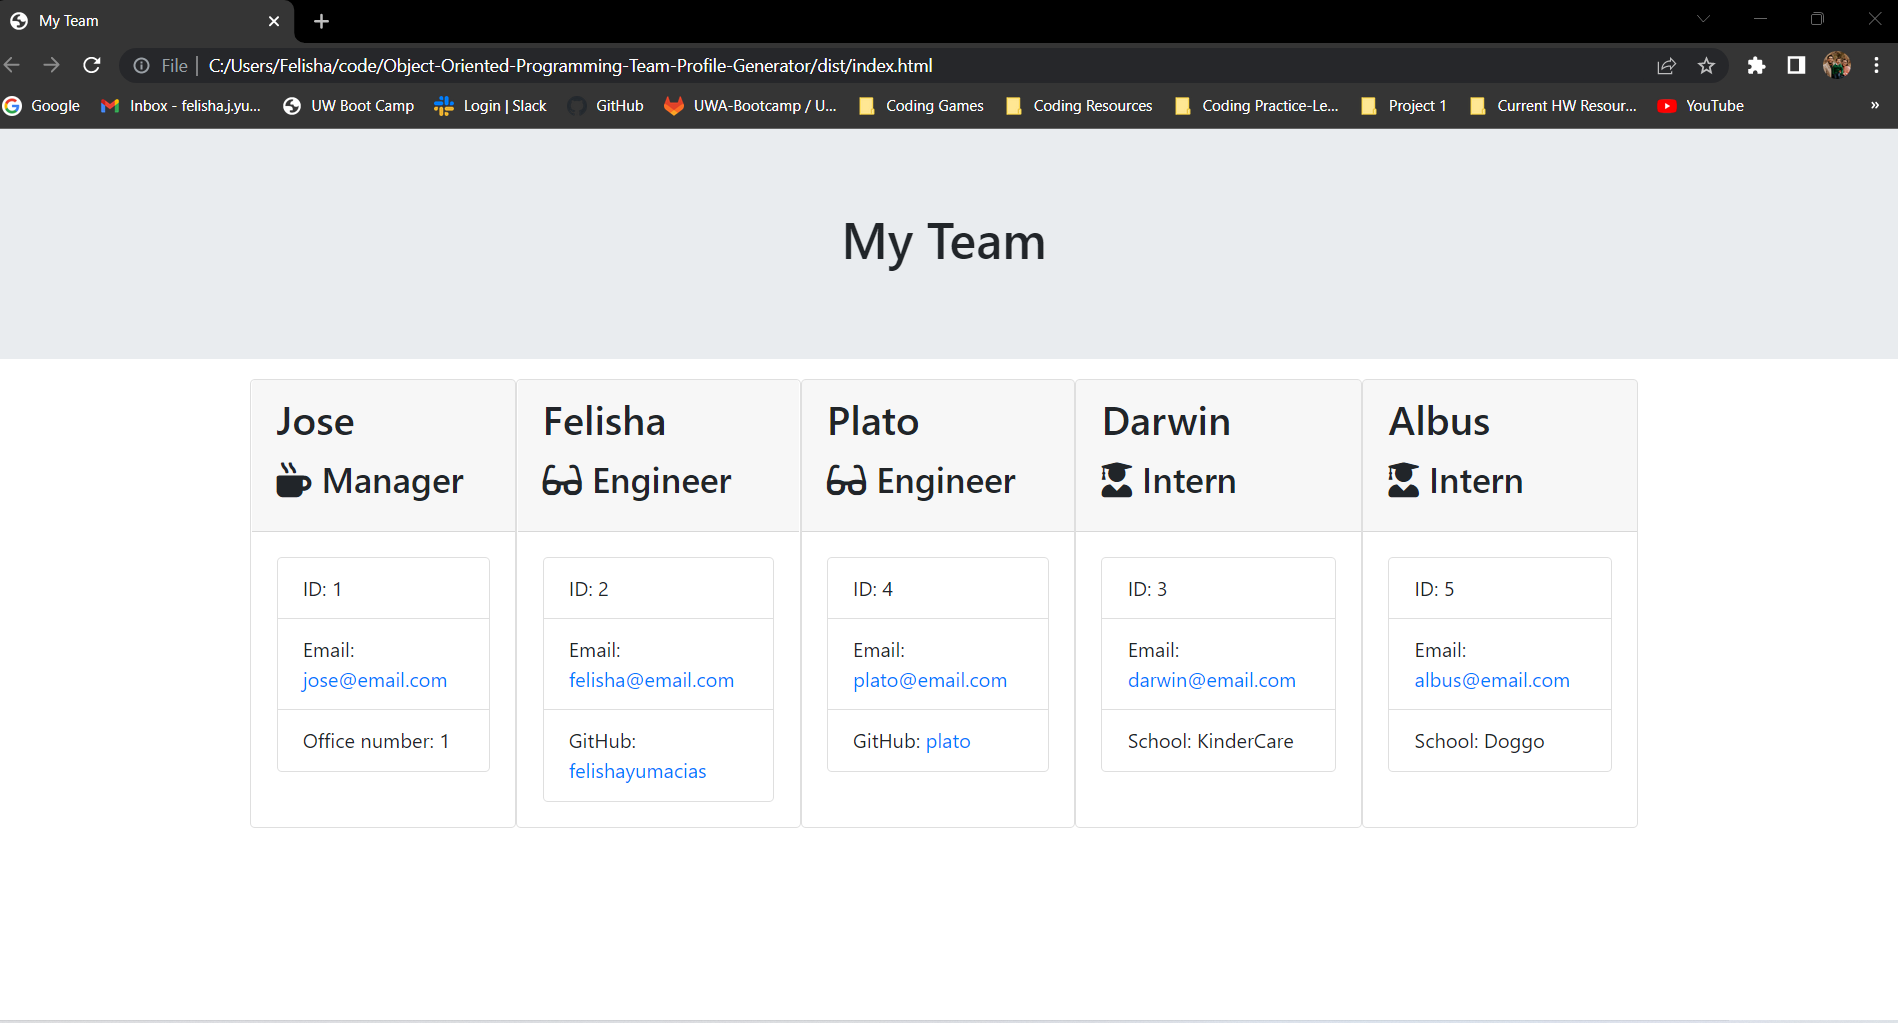 My Team
File C:/Users/Felisha/code/Object-Oriented-Programming-Team-Profile-Generator/dist/index.html
Google Inbox - felisha.j.yu... UW Boot Camp Login | Slack GitHub UWA-Bootcamp / U... Coding Games Coding Resources Coding Practice-Le... Project 1 Current HW Resour... YouTube »
My Team
Jose
Manager
ID: 1
Email:
jose@email.com
Office number: 1
Felisha
Engineer
ID: 2
Email:
felisha@email.com
GitHub:
felishayumacias
Plato
Engineer
ID: 4
Email:
plato@email.com
GitHub: plato
Darwin
Intern
ID: 3
Email:
darwin@email.com
School: KinderCare
Albus
Intern
ID: 5
Email:
albus@email.com
School: Doggo